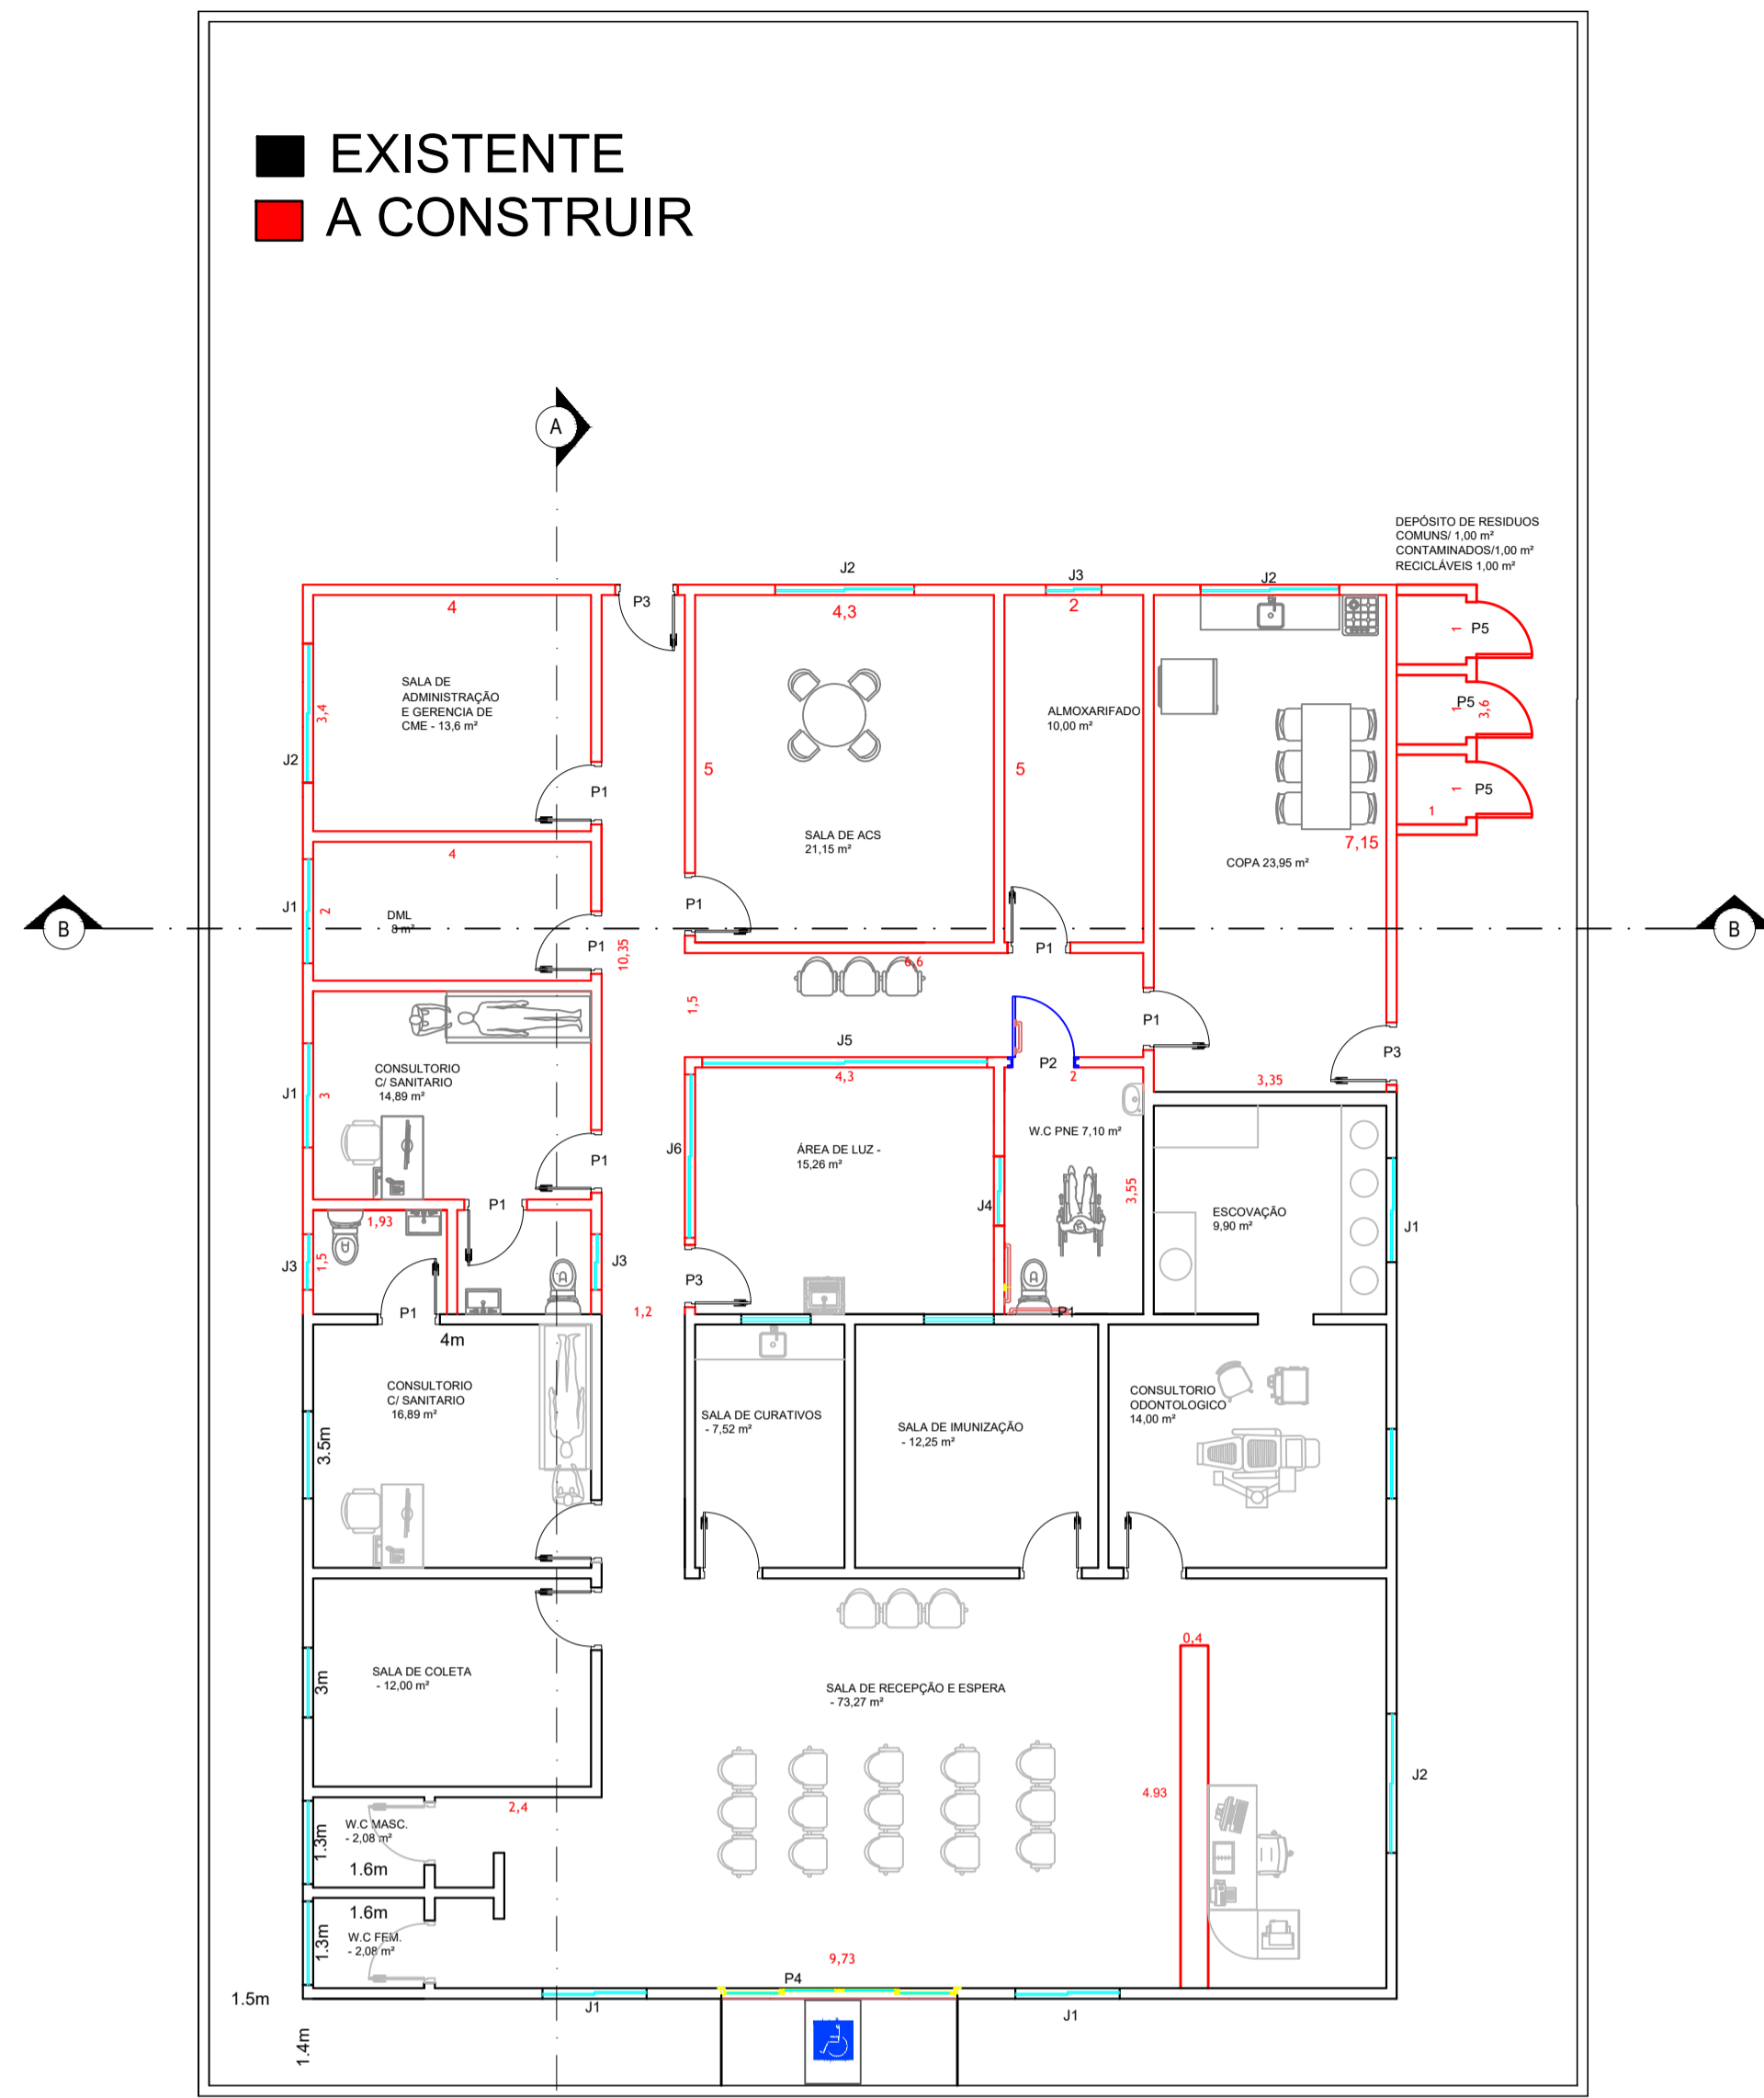 EXISTENTE
A CONSTRUIR
A
DEPÓSITO DE RESIDUOS
COMUNS/ 1,00 m²
CONTAMINADOS/1,00 m²
RECICLÁVEIS 1,00 m²
J2
J3
J2
P3
4
4,3
2
1
P5
SALA DE
ADMINISTRAÇÃO
E GERENCIA DE
CME - 13,6 m²
3,4
ALMOXARIFADO
10,00 m²
1
P5
3,6
J2
5
5
P1
1
P5
1
SALA DE ACS
21,15 m²
7,15
4
COPA 23,95 m²
J1
2
DML
8 m²
P1
P1
B
B
10,35
P1
6,6
1,5
P1
J5
P2
P3
CONSULTORIO
C/ SANITARIO
14,89 m²
4,3
2
3,35
J1
3
J6
ÁREA DE LUZ -
15,26 m²
W.C PNE 7,10 m²
P1
3,55
P1
J4
ESCOVAÇÃO
9,90 m²
J1
1,93
J3
1,5
J3
P3
P1
1,2
P1
4m
CONSULTORIO
C/ SANITARIO
16,89 m²
3.5m
SALA DE CURATIVOS
- 7,52 m²
SALA DE IMUNIZAÇÃO
- 12,25 m²
CONSULTORIO
ODONTOLOGICO
14,00 m²
0,4
SALA DE COLETA
- 12,00 m²
3m
SALA DE RECEPÇÃO E ESPERA
- 73,27 m²
J2
4.93
2,4
W.C MASC.
- 2,08 m²
1.3m
1.6m
1.6m
W.C FEM.
- 2,08 m²
1.3m
9,73
P4
1.5m
J1
J1
1.4m